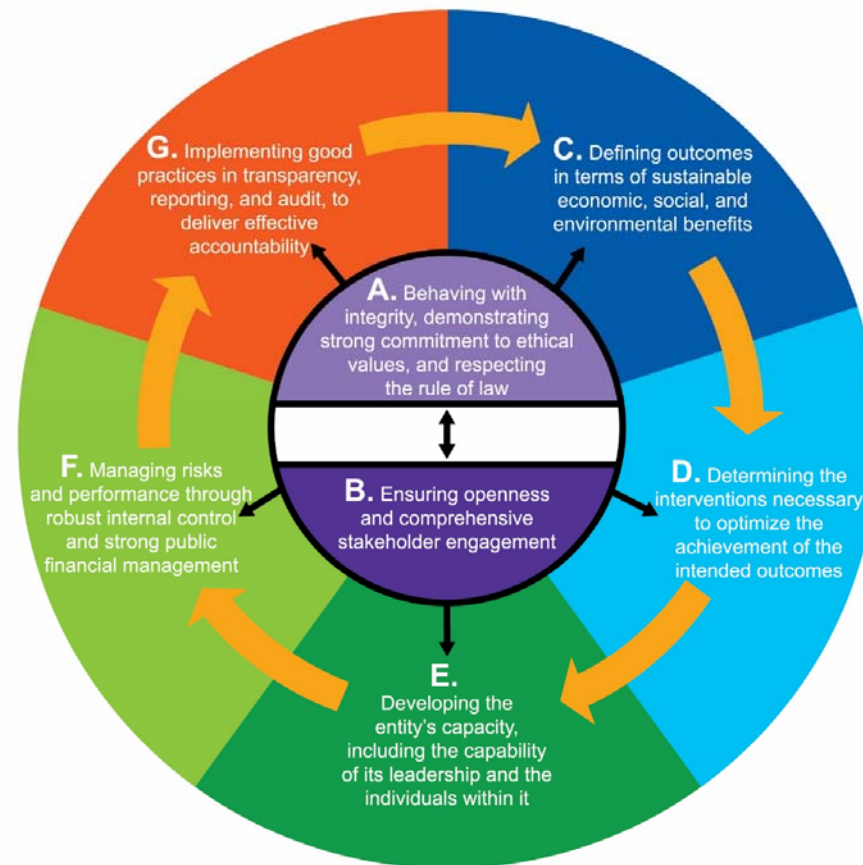 A. Behaving with
integrity, demonstrating
strong commitment to ethical
values, and respecting
the rule of law
B. Ensuring openness
and comprehensive
stakeholder engagement
C. Defining outcomes
in terms of sustainable
economic, social, and
environmental benefits
D. Determining the
interventions necessary
to optimize the
achievement of the
intended outcomes
E.
Developing the
entity's capacity,
including the capability
of its leadership and the
individuals within it
F. Managing risks
and performance through
robust internal control
and strong public
financial management
G. Implementing good
practices in transparency,
reporting, and audit, to
deliver effective
accountability